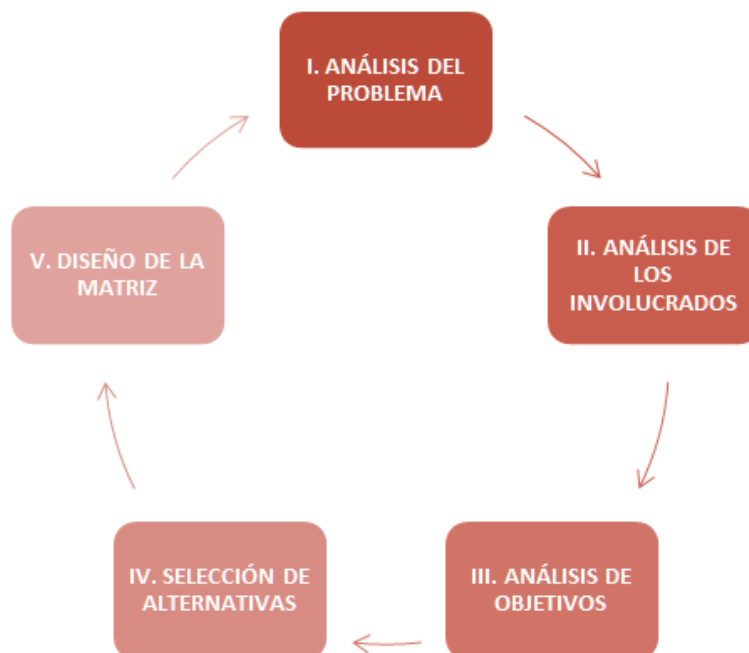 I. ANÁLISIS DEL
PROBLEMA
II. ANÁLISIS DE
LOS
INVOLUCRADOS
III. ANÁLISIS DE
OBJETIVOS
IV. SELECCIÓN DE
ALTERNATIVAS
V. DISEÑO DE LA
MATRIZ